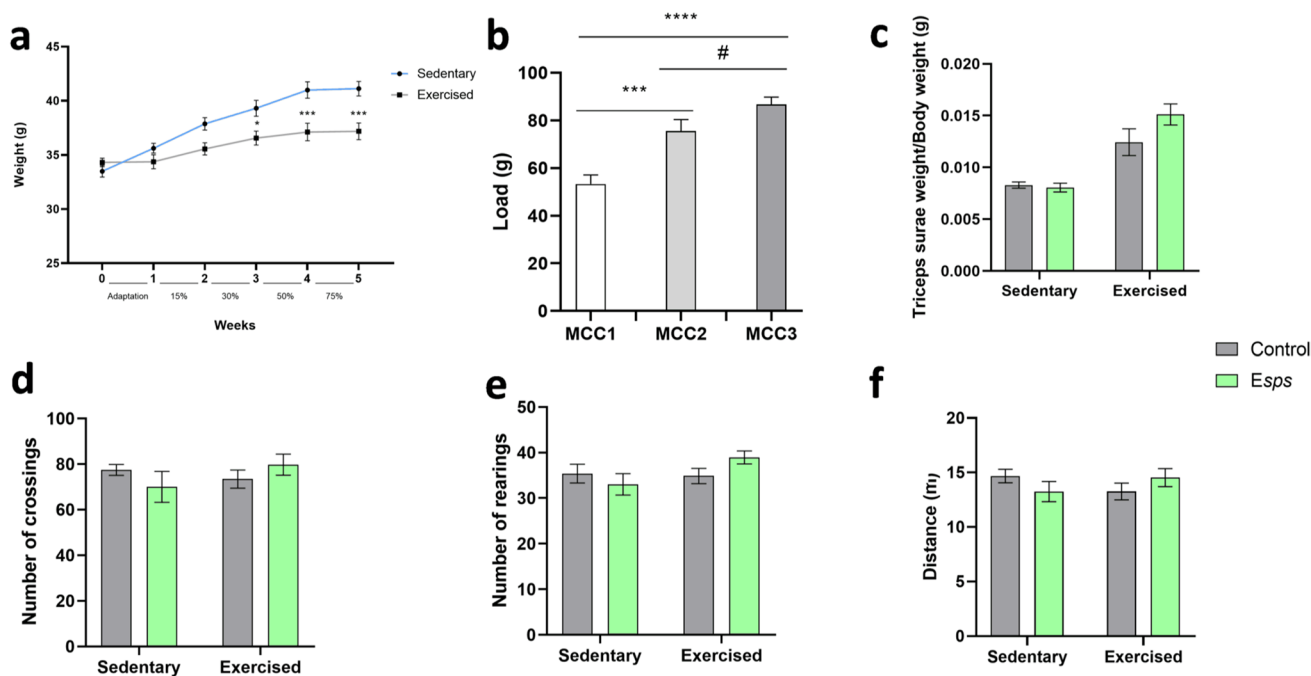 a
45
40
35
30
25
Weight (g)
Sedentary
Exercised
*
***
***
0 1 2 3 4 5
Adaptation 15% 30% 50% 75%
Weeks
b
****
#
***
100
80
60
40
20
0
Load (g)
MCC1 MCC2 MCC3
c
Triceps surae weight/Body weight (g)
0.020
0.015
0.010
0.005
0.000
Sedentary Exercised
Control
Esps
d
Number of crossings
100
80
60
40
20
0
Sedentary Exercised
e
Number of rearings
50
40
30
20
10
0
Sedentary Exercised
f
Distance (m)
20
15
10
5
0
Sedentary Exercised